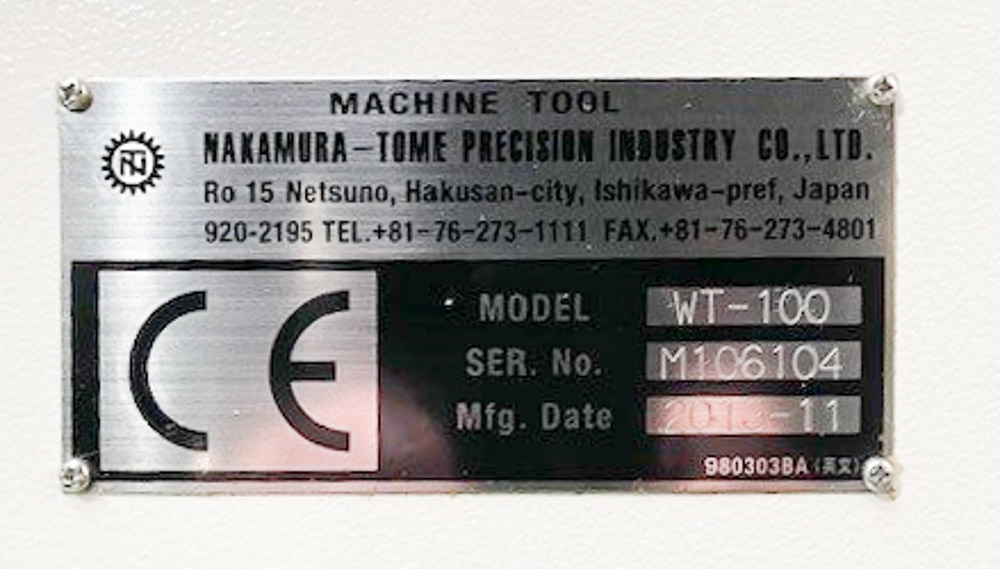 MACHINE TOOL
NAKAMURA-TOME PRECISION INDUSTRY CO.,LTD.
Ro 15 Netsuno, Hakusan-city, Ishikawa-pref, Japan
920-2195 TEL.+81-76-273-1111 FAX.+81-76-273-4801
CE
MODEL WT-100
SER. No. M106104
Mfg. Date
980303BA (英文)